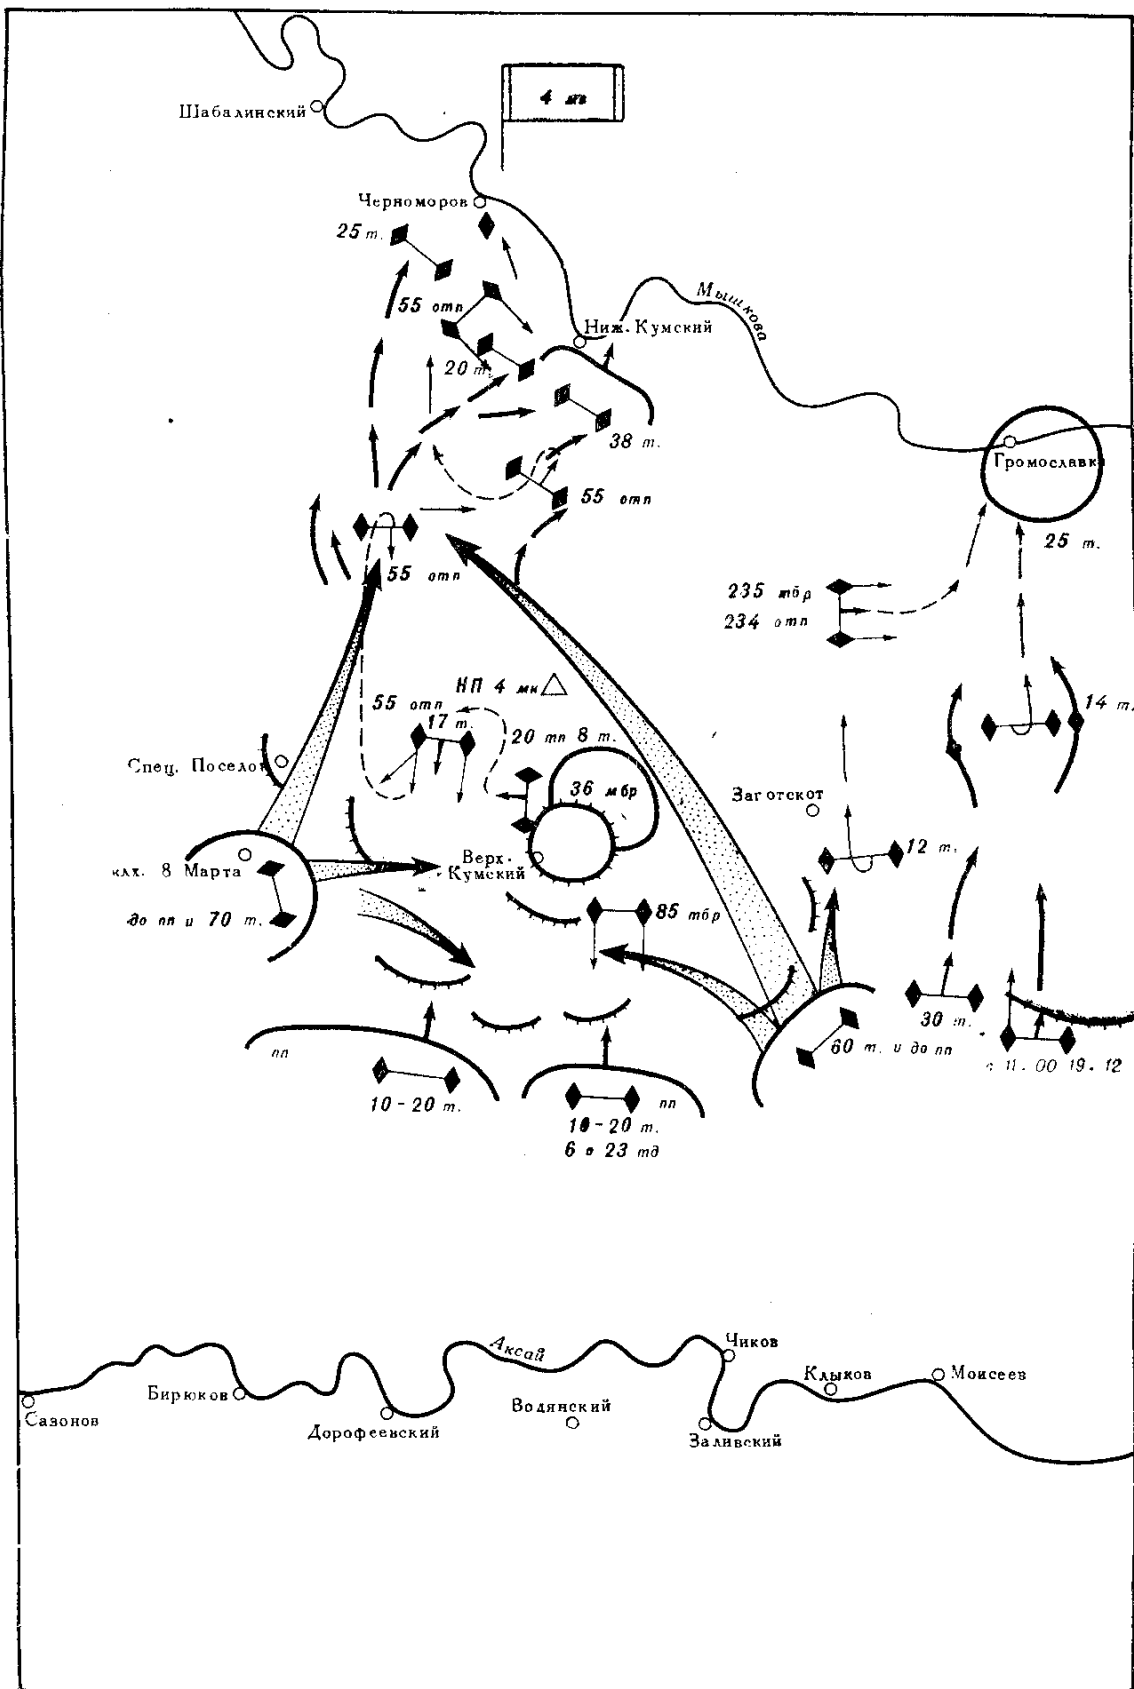 4 мк
Шабалинский
Черноморов
25 т.
Мышкова
55 отп
Ниж. Кумский
20 т.
38 т.
Громославк
55 отп
25 т.
55 отп
235 тбр
234 отп
НП 4 мк
55 отп
17 т.
14 т.
20 тп 8 т.
Спец. Поселок
36 мбр
Заготскот
12 т.
клх. 8 Марта
Верх-
Кумский
до пп и 70 т.
85 тбр
30 т.
60 т. и до пп
пп
с 11.00 19.12
10-20 т.
пп
10-20 т.
6 и 23 тд
Аксай
Чиков
Клыков
Моисеев
Бирюков
Сазонов
Водянский
Дорофеевский
Заливский